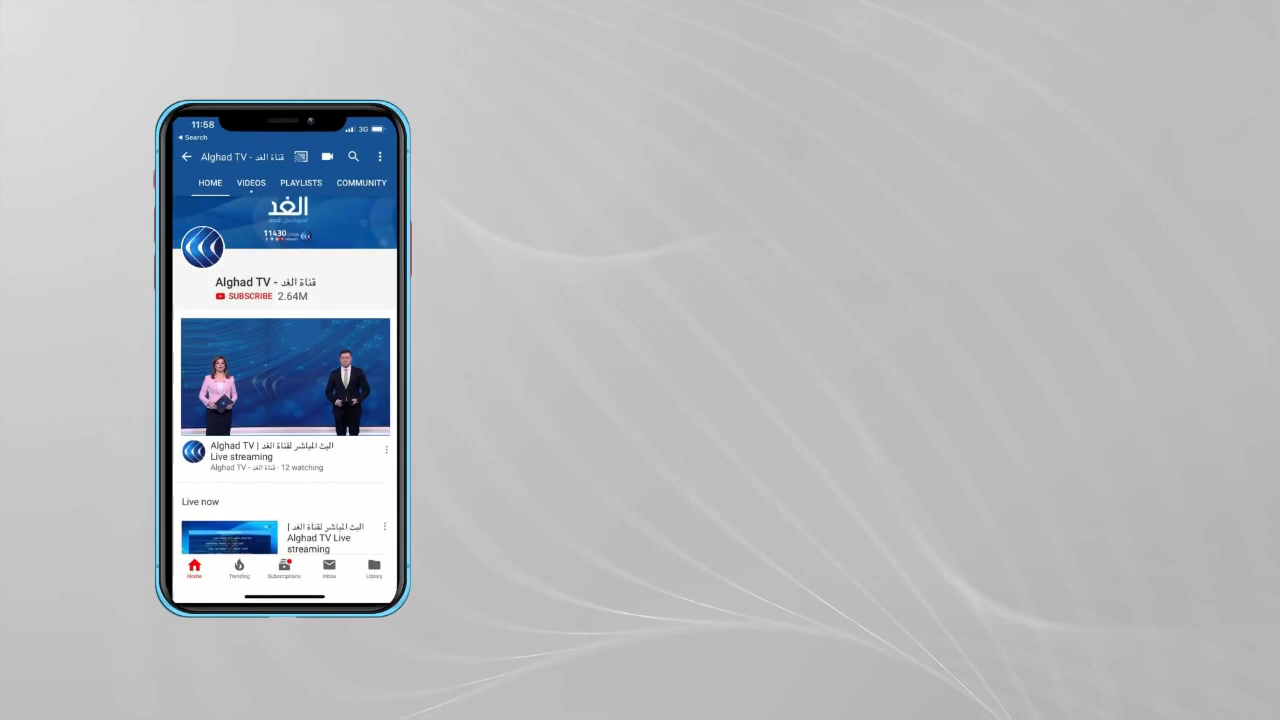 11:58
3G
Search
Alghad TV - قناة الغد
HOME VIDEOS PLAYLISTS COMMUNITY
الغد
11430
Alghad TV - قناة الغد
SUBSCRIBE 2.64M
Alghad TV | البث المباشر لقناة الغد
Live streaming
Alghad TV - قناة الغد · 12 watching
Live now
البث المباشر لقناة الغد |
Alghad TV Live
streaming
Home Trending Subscriptions Inbox Library